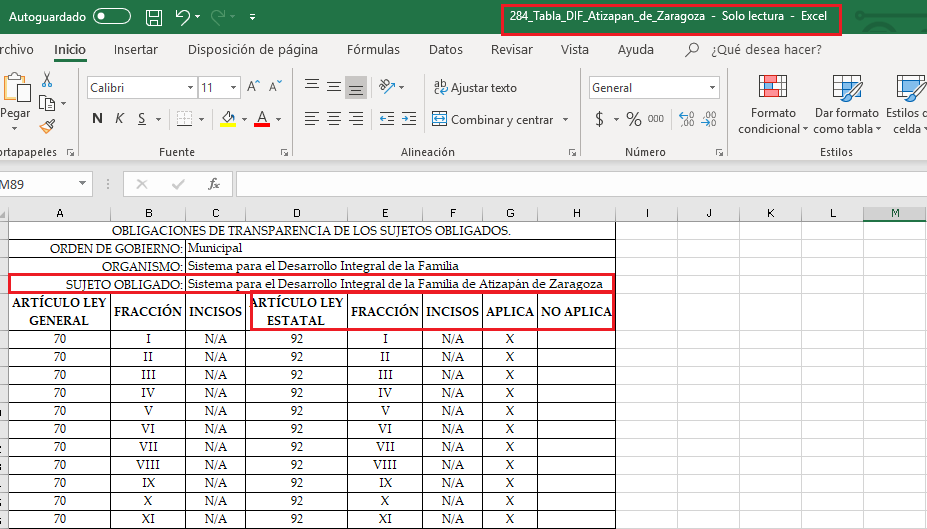 Autoguardado
284_Tabla_DIF_Atizapan_de_Zaragoza - Solo lectura - Excel
rchivo Inicio Insertar Disposición de página Fórmulas Datos Revisar Vista Ayuda ¿Qué desea hacer?
Pegar
Calibri 11
N K S
ab Ajustar texto
Combinar y centrar
General
$ % 000
Formato condicional
Dar formato como tabla
Estilos de celda
ortapapeles Fuente Alineación Número Estilos
M89 fx
A B C D E F G H I J K L M
OBLIGACIONES DE TRANSPARENCIA DE LOS SUJETOS OBLIGADOS.
ORDEN DE GOBIERNO: Municipal
ORGANISMO: Sistema para el Desarrollo Integral de la Familia
SUJETO OBLIGADO: Sistema para el Desarrollo Integral de la Familia de Atizapán de Zaragoza
ARTÍCULO LEY GENERAL FRACCIÓN INCISOS ARTÍCULO LEY ESTATAL FRACCIÓN INCISOS APLICA NO APLICA
70 I N/A 92 I N/A X
70 II N/A 92 II N/A X
70 III N/A 92 III N/A X
70 IV N/A 92 IV N/A X
70 V N/A 92 V N/A X
70 VI N/A 92 VI N/A X
70 VII N/A 92 VII N/A X
70 VIII N/A 92 VIII N/A X
70 IX N/A 92 IX N/A X
70 X N/A 92 X N/A X
70 XI N/A 92 XI N/A X